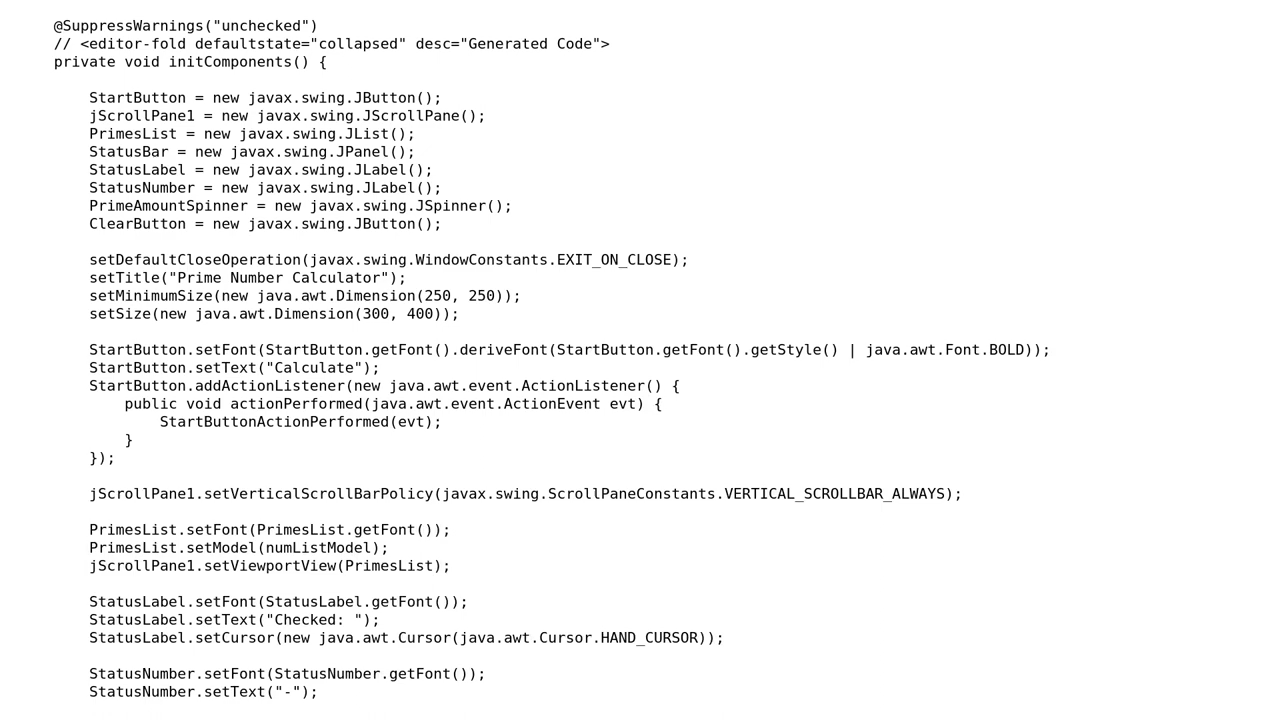 @SuppressWarnings("unchecked")
// <editor-fold defaultstate="collapsed" desc="Generated Code">
private void initComponents() {
StartButton = new javax.swing.JButton();
jScrollPane1 = new javax.swing.JScrollPane();
PrimesList = new javax.swing.JList();
StatusBar = new javax.swing.JPanel();
StatusLabel = new javax.swing.JLabel();
StatusNumber = new javax.swing.JLabel();
PrimeAmountSpinner = new javax.swing.JSpinner();
ClearButton = new javax.swing.JButton();
setDefaultCloseOperation(javax.swing.WindowConstants.EXIT_ON_CLOSE);
setTitle("Prime Number Calculator");
setMinimumSize(new java.awt.Dimension(250, 250));
setSize(new java.awt.Dimension(300, 400));
StartButton.setFont(StartButton.getFont().deriveFont(StartButton.getFont().getStyle() | java.awt.Font.BOLD));
StartButton.setText("Calculate");
StartButton.addActionListener(new java.awt.event.ActionListener() {
public void actionPerformed(java.awt.event.ActionEvent evt) {
StartButtonActionPerformed(evt);
}
});
jScrollPane1.setVerticalScrollBarPolicy(javax.swing.ScrollPaneConstants.VERTICAL_SCROLLBAR_ALWAYS);
PrimesList.setFont(PrimesList.getFont());
PrimesList.setModel(numListModel);
jScrollPane1.setViewportView(PrimesList);
StatusLabel.setFont(StatusLabel.getFont());
StatusLabel.setText("Checked: ");
StatusLabel.setCursor(new java.awt.Cursor(java.awt.Cursor.HAND_CURSOR));
StatusNumber.setFont(StatusNumber.getFont());
StatusNumber.setText("-");